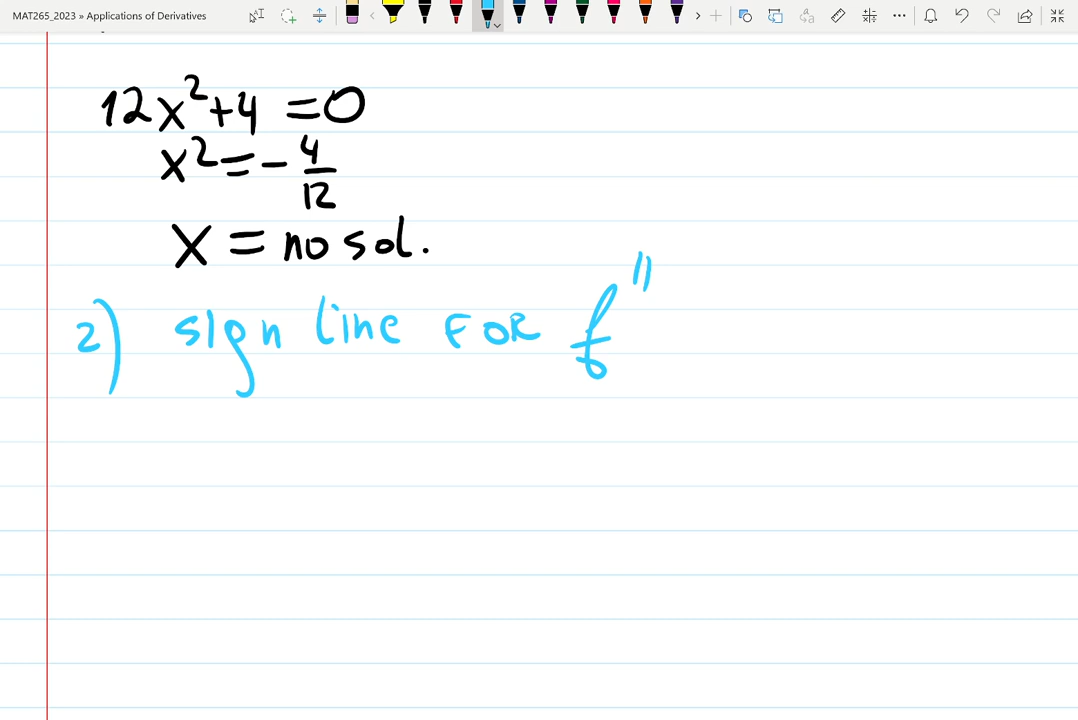 MAT265_2023 » Applications of Derivatives
12x²+4 = 0
x² = - 4/12
x = no sol.
2) sign line FOR f"